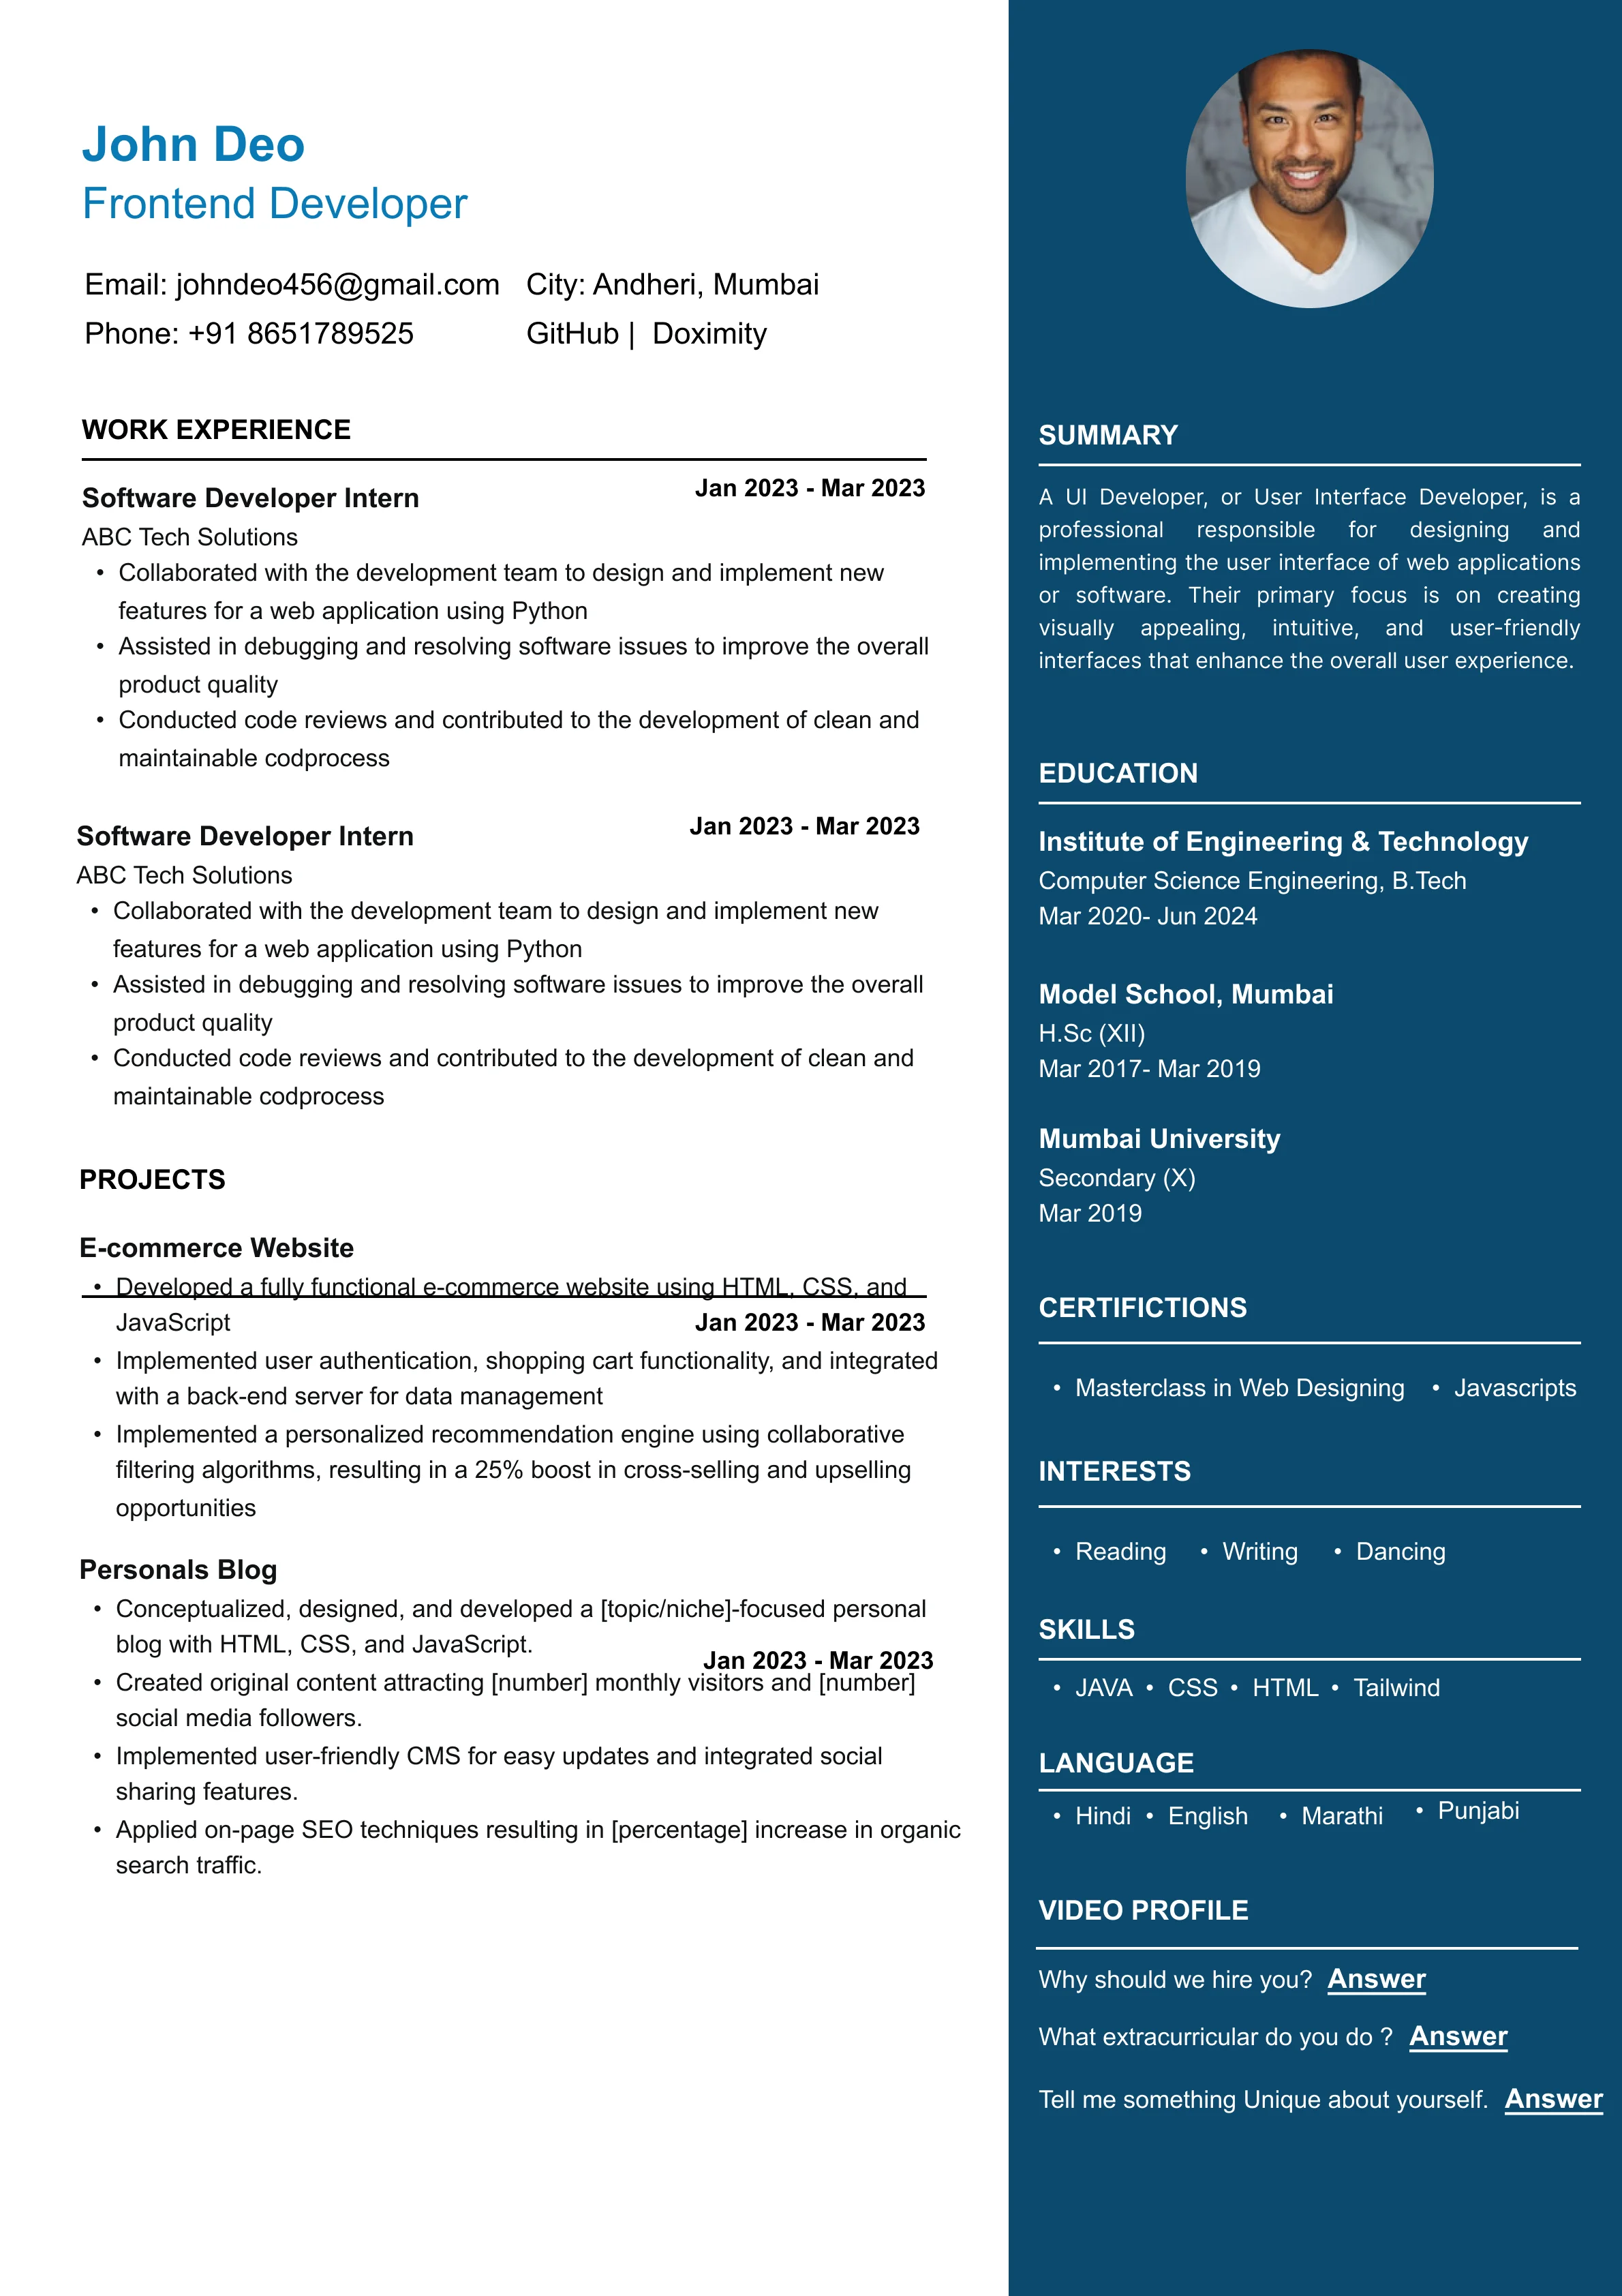 John Deo
Frontend Developer
Email: johndeo456@gmail.com City: Andheri, Mumbai
Phone: +91 8651789525 GitHub | Doximity
WORK EXPERIENCE
Software Developer Intern Jan 2023 - Mar 2023
ABC Tech Solutions
• Collaborated with the development team to design and implement new
features for a web application using Python
• Assisted in debugging and resolving software issues to improve the overall
product quality
• Conducted code reviews and contributed to the development of clean and
maintainable codprocess
Software Developer Intern Jan 2023 - Mar 2023
ABC Tech Solutions
• Collaborated with the development team to design and implement new
features for a web application using Python
• Assisted in debugging and resolving software issues to improve the overall
product quality
• Conducted code reviews and contributed to the development of clean and
maintainable codprocess
PROJECTS
E-commerce Website
• Developed a fully functional e-commerce website using HTML, CSS, and
JavaScript Jan 2023 - Mar 2023
• Implemented user authentication, shopping cart functionality, and integrated
with a back-end server for data management
• Implemented a personalized recommendation engine using collaborative
filtering algorithms, resulting in a 25% boost in cross-selling and upselling
opportunities
Personals Blog
• Conceptualized, designed, and developed a [topic/niche]-focused personal
blog with HTML, CSS, and JavaScript.
Jan 2023 - Mar 2023
• Created original content attracting [number] monthly visitors and [number]
social media followers.
• Implemented user-friendly CMS for easy updates and integrated social
sharing features.
• Applied on-page SEO techniques resulting in [percentage] increase in organic
search traffic.
SUMMARY
A UI Developer, or User Interface Developer, is a
professional responsible for designing and
implementing the user interface of web applications
or software. Their primary focus is on creating
visually appealing, intuitive, and user-friendly
interfaces that enhance the overall user experience.
EDUCATION
Institute of Engineering & Technology
Computer Science Engineering, B.Tech
Mar 2020- Jun 2024
Model School, Mumbai
H.Sc (XII)
Mar 2017- Mar 2019
Mumbai University
Secondary (X)
Mar 2019
CERTIFICTIONS
• Masterclass in Web Designing • Javascripts
INTERESTS
• Reading • Writing • Dancing
SKILLS
• JAVA • CSS • HTML • Tailwind
LANGUAGE
• Hindi • English • Marathi • Punjabi
VIDEO PROFILE
Why should we hire you? Answer
What extracurricular do you do ? Answer
Tell me something Unique about yourself. Answer